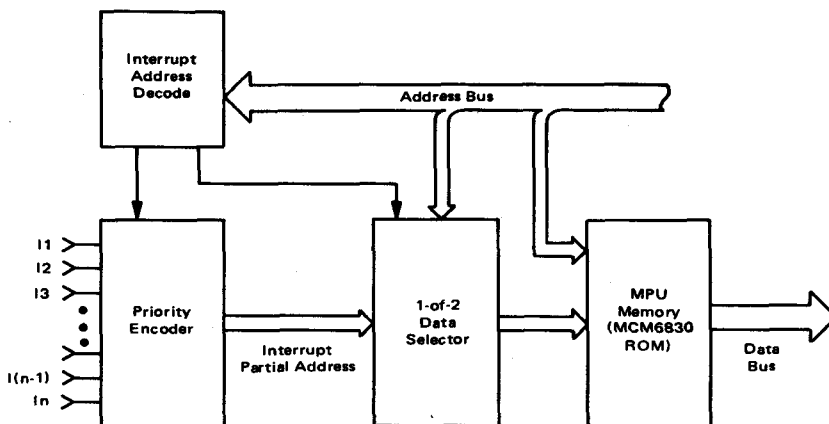 Interrupt
Address
Decode
Address Bus
I1
I2
I3
I(n-1)
In
Priority
Encoder
Interrupt
Partial Address
1-of-2
Data
Selector
MPU
Memory
(MCM6830
ROM)
Data
Bus